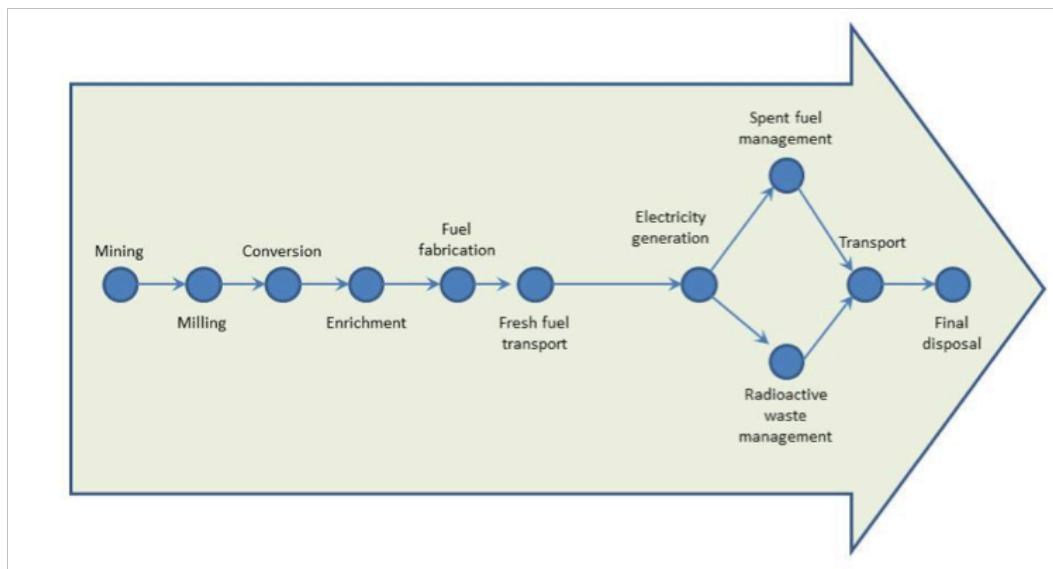 Mining
Milling
Conversion
Enrichment
Fuel
fabrication
Fresh fuel
transport
Electricity
generation
Spent fuel
management
Radioactive
waste
management
Transport
Final
disposal